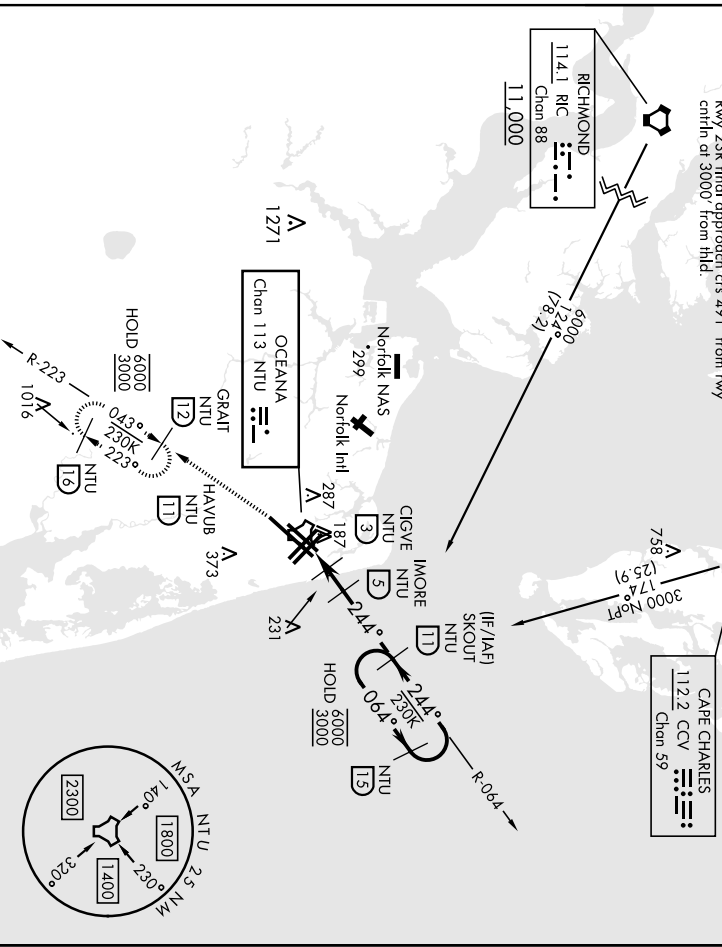 Rwy 23R final approach crs 491' from rwy
cntrln at 3000' from thld.
RICHMOND
114.1 RIC
Chan 88
11,000
6000
124°
(78.2)
758
3000 NoPT
174°
(25.9)
CAPE CHARLES
112.2 CCV
Chan 59
1271
OCEANA
Chan 113 NTU
Norfolk NAS
299
Norfolk Intl
287
187
CIGVE
NTU
3
IMORE
NTU
5
(IF/IAF)
SKOUT
NTU
11
244°
244°
230K
064°
NTU
15
R-064
HOLD 6000
3000
231
373
HAVUB
NTU
11
GRAIT
NTU
12
HOLD 6000
3000
043°
230K
223°
NTU
16
R-223
1016
MSA NTU 25 NM
140°
1800
230°
2300
1400
320°